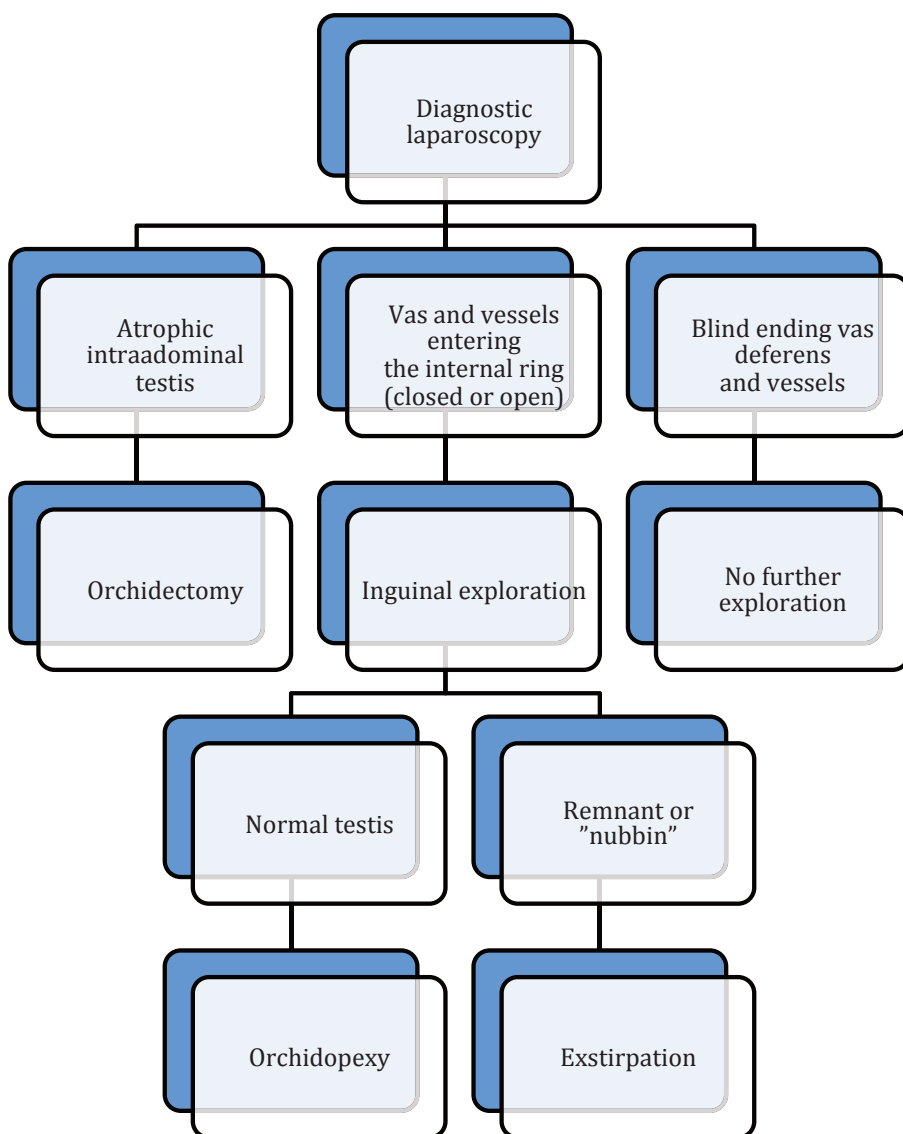 Diagnostic
laparoscopy
Atrophic
intraadominal
testis
Vas and vessels
entering
the internal ring
(closed or open)
Blind ending vas
deferens
and vessels
Orchidectomy
Inguinal exploration
No further
exploration
Normal testis
Remnant or
”nubbin”
Orchidopexy
Exstirpation